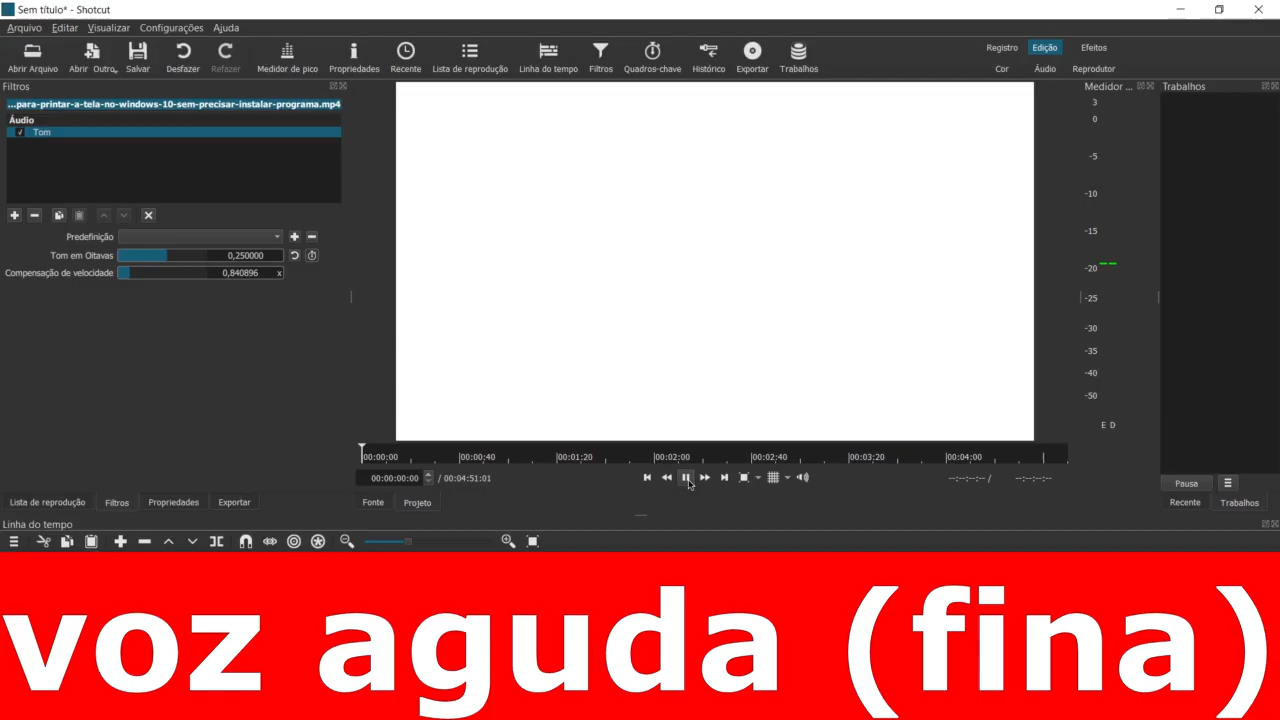 Sem título* - Shotcut
Arquivo Editar Visualizar Configurações Ajuda
Abrir Arquivo Abrir Outro, Salvar Desfazer Refazer Medidor de pico Propriedades Recente Lista de reprodução Linha do tempo Filtros Quadros-chave Histórico Exportar Trabalhos
Registro Edição Efeitos
Cor Áudio Reprodutor
Filtros
...para-printar-a-tela-no-windows-10-sem-precisar-instalar-programa.mp4
Áudio
Tom
Predefinição
Tom em Oitavas 0,250000
Compensação de velocidade 0,840896 x
Lista de reprodução Filtros Propriedades Exportar
00:00:00 00:00:40 00:01:20 00:02:00 00:02:40 00:03:20 00:04:00
00:00:00:00 / 00:04:51:01 --:--:--:-- / --:--:--:--
Fonte Projeto
Medidor ...
3
0
-5
-10
-15
-20
-25
-30
-35
-40
-50
E D
Trabalhos
Pausa
Recente Trabalhos
Linha do tempo
voz aguda (fina)